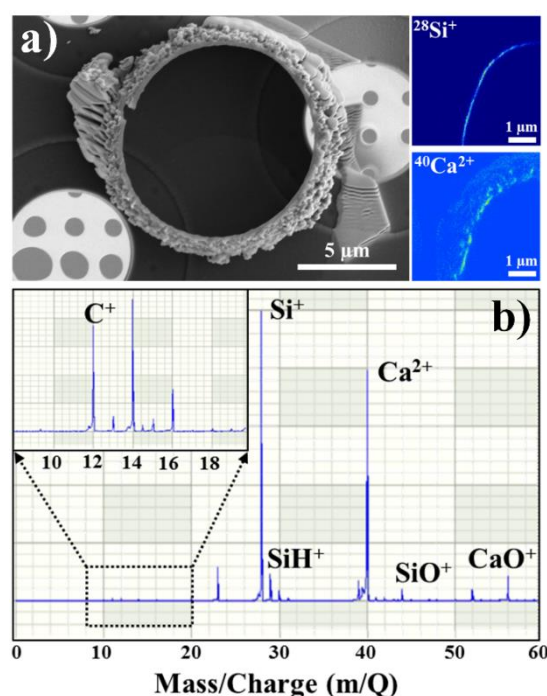 a)
5 µm
²⁸Si⁺
1 µm
⁴⁰Ca²⁺
1 µm
b)
C⁺
10 12 14 16 18
Si⁺
Ca²⁺
SiH⁺
SiO⁺
CaO⁺
0 10 20 30 40 50 60
Mass/Charge (m/Q)